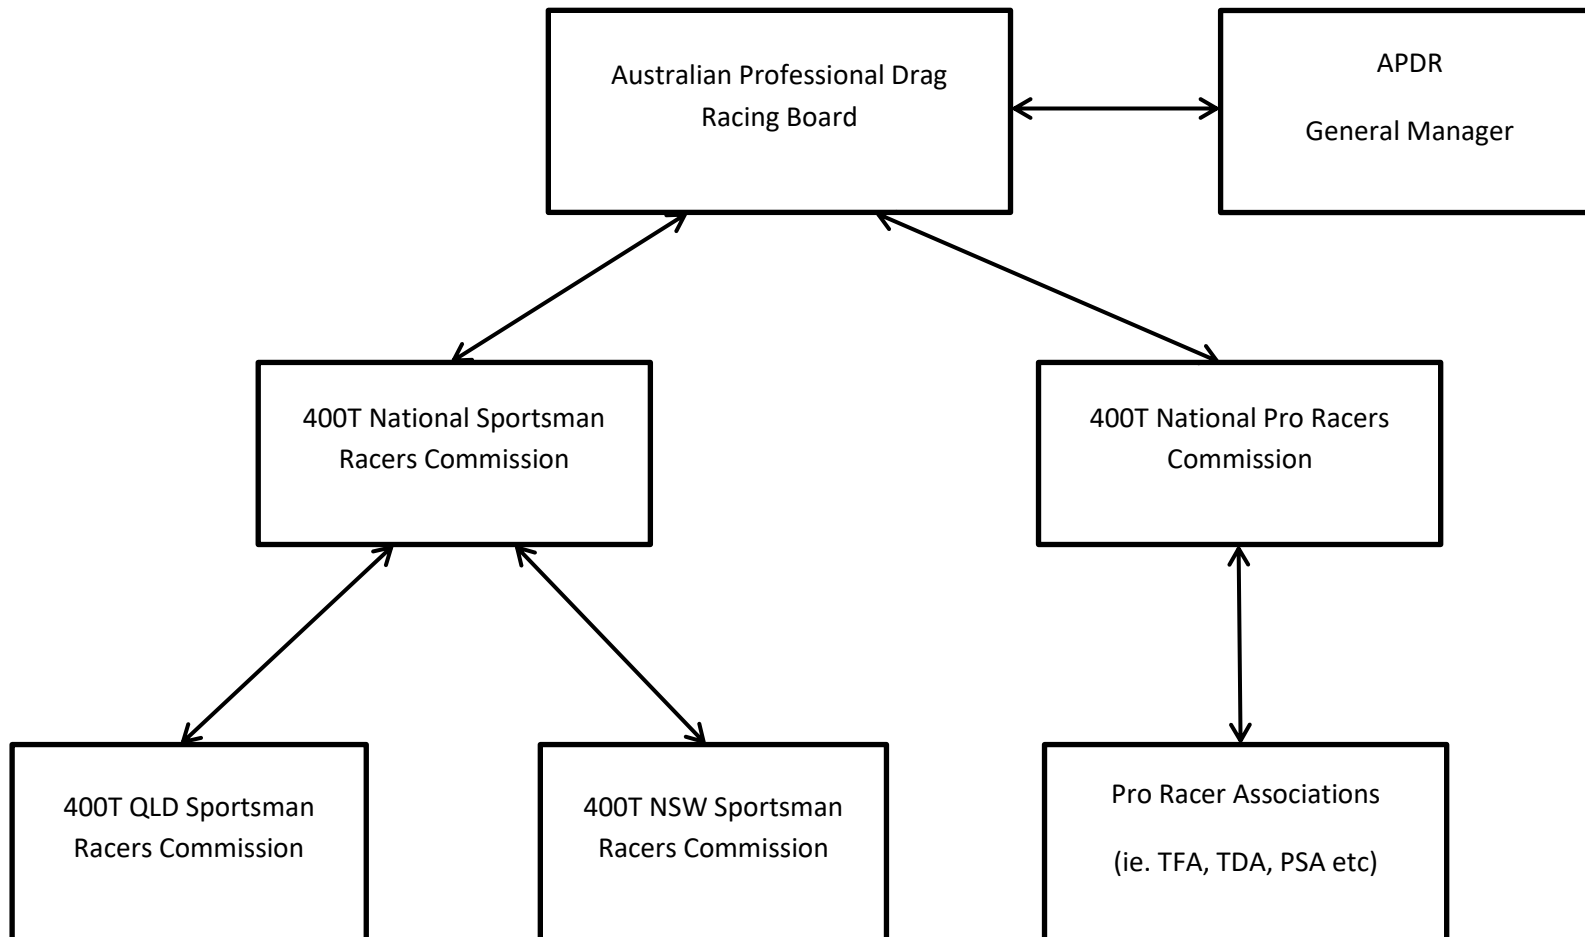 Australian Professional Drag
Racing Board
APDR
General Manager
400T National Sportsman
Racers Commission
400T National Pro Racers
Commission
400T QLD Sportsman
Racers Commission
400T NSW Sportsman
Racers Commission
Pro Racer Associations
(ie. TFA, TDA, PSA etc)